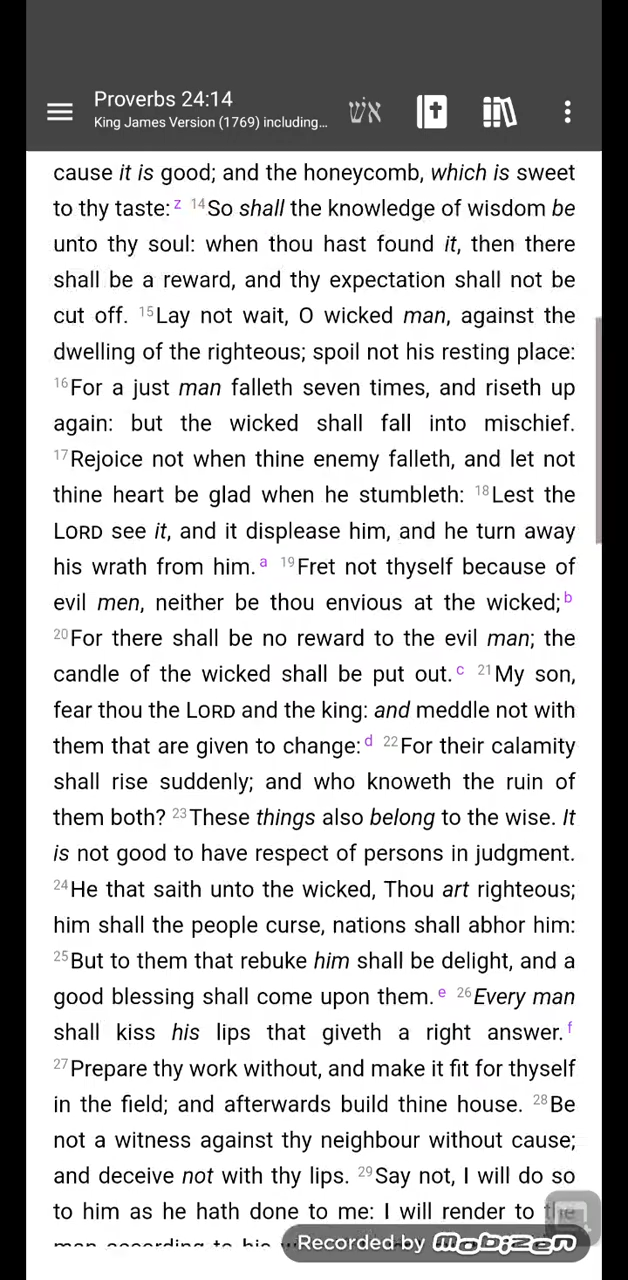 Proverbs 24:14
King James Version (1769) including...
אשׁ
cause it is good; and the honeycomb, which is sweet
to thy taste: z 14 So shall the knowledge of wisdom be
unto thy soul: when thou hast found it, then there
shall be a reward, and thy expectation shall not be
cut off. 15 Lay not wait, O wicked man, against the
dwelling of the righteous; spoil not his resting place:
16 For a just man falleth seven times, and riseth up
again: but the wicked shall fall into mischief.
17 Rejoice not when thine enemy falleth, and let not
thine heart be glad when he stumbleth: 18 Lest the
LORD see it, and it displease him, and he turn away
his wrath from him. a 19 Fret not thyself because of
evil men, neither be thou envious at the wicked; b
20 For there shall be no reward to the evil man; the
candle of the wicked shall be put out. c 21 My son,
fear thou the LORD and the king: and meddle not with
them that are given to change: d 22 For their calamity
shall rise suddenly; and who knoweth the ruin of
them both? 23 These things also belong to the wise. It
is not good to have respect of persons in judgment.
24 He that saith unto the wicked, Thou art righteous;
him shall the people curse, nations shall abhor him:
25 But to them that rebuke him shall be delight, and a
good blessing shall come upon them. e 26 Every man
shall kiss his lips that giveth a right answer. f
27 Prepare thy work without, and make it fit for thyself
in the field; and afterwards build thine house. 28 Be
not a witness against thy neighbour without cause;
and deceive not with thy lips. 29 Say not, I will do so
to him as he hath done to me: I will render to the
man according to his
Recorded by mobizen